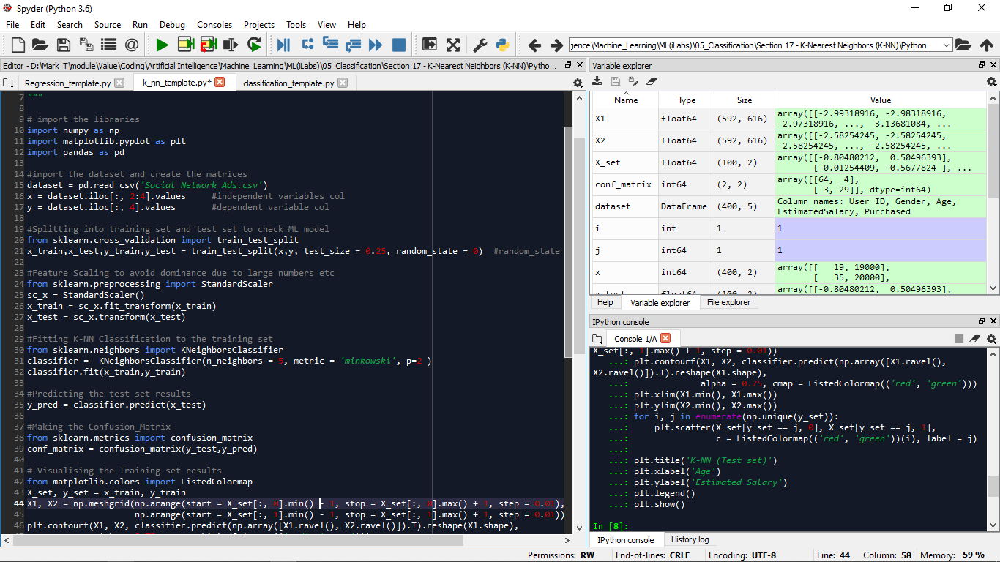 Spyder (Python 3.6)
File Edit Search Source Run Debug Consoles Projects Tools View Help
gence\Machine_Learning\ML(iLabs)\05_Classification\Section 17 - K-Nearest Neighbors (K-NN)\Python
Editor - D:\Mark_T\module\Value\Coding\Artificial Intelligence\Machine_Learning\ML(iLabs)\05_Classification\Section 17 - K-Nearest Neighbors (K-NN)\Pytho...
Regression_template.py k_nn_template.py* classification_template.py
7 """
8
9 # import the libraries
10 import numpy as np
11 import matplotlib.pyplot as plt
12 import pandas as pd
13
14 #import the dataset and create the matrices
15 dataset = pd.read_csv('Social_Network_Ads.csv')
16 x = dataset.iloc[:, 2:4].values     #independent variables col
17 y = dataset.iloc[:, 4].values       #dependent variable col
18
19 #Splitting into training set and test set to check ML model
20 from sklearn.cross_validation import train_test_split
21 x_train,x_test,y_train,y_test = train_test_split(x,y, test_size = 0.25, random_state = 0)  #random_state
22
23 #Feature Scaling to avoid dominance due to large numbers etc
24 from sklearn.preprocessing import StandardScaler
25 sc_x = StandardScaler()
26 x_train = sc_x.fit_transform(x_train)
27 x_test = sc_x.transform(x_test)
28
29 #Fitting K-NN Classification to the training set
30 from sklearn.neighbors import KNeighborsClassifier
31 classifier =  KNeighborsClassifier(n_neighbors = 5, metric = 'minkowski', p=2 )
32 classifier.fit(x_train,y_train)
33
34 #Predicting the test set results
35 y_pred = classifier.predict(x_test)
36
37 #Making the Confusion_Matrix
38 from sklearn.metrics import confusion_matrix
39 conf_matrix = confusion_matrix(y_test,y_pred)
40
41 # Visualising the Training set results
42 from matplotlib.colors import ListedColormap
43 X_set, y_set = x_train, y_train
44 X1, X2 = np.meshgrid(np.arange(start = X_set[:, 0].min() - 1, stop = X_set[:, 0].max() + 1, step = 0.01),
45                      np.arange(start = X_set[:, 1].min() - 1, stop = X_set[:, 1].max() + 1, step = 0.01))
46 plt.contourf(X1, X2, classifier.predict(np.array([X1.ravel(), X2.ravel()]).T).reshape(X1.shape),
Variable explorer
Name Type Size Value
X1 float64 (592, 616) array([[-2.99318916, -2.98318916,
-2.97318916, ..., 3.13681084, ...
X2 float64 (592, 616) array([[-2.58254245, -2.58254245,
-2.58254245, ..., -2.58254245, ...
X_set float64 (100, 2) array([[-0.80480212, 0.50496393],
[-0.01254409, -0.5677824 ], ...
conf_matrix int64 (2, 2) array([[64, 4],
[ 3, 29]], dtype=int64)
dataset DataFrame (400, 5) Column names: User ID, Gender, Age,
EstimatedSalary, Purchased
i int 1 1
j int64 1 1
x int64 (400, 2) array([[ 19, 19000],
[ 35, 20000],
x_test float64 (100, 2) array([[-0.80480212, 0.50496393],
Help Variable explorer File explorer
IPython console
Console 1/A
X_set[:, 1].max() + 1, step = 0.01))
...: plt.contourf(X1, X2, classifier.predict(np.array([X1.ravel(),
X2.ravel()]).T).reshape(X1.shape),
...:              alpha = 0.75, cmap = ListedColormap(('red', 'green')))
...: plt.xlim(X1.min(), X1.max())
...: plt.ylim(X2.min(), X2.max())
...: for i, j in enumerate(np.unique(y_set)):
...:     plt.scatter(X_set[y_set == j, 0], X_set[y_set == j, 1],
...:                 c = ListedColormap(('red', 'green'))(i), label = j)
...:
...: plt.title('K-NN (Test set)')
...: plt.xlabel('Age')
...: plt.ylabel('Estimated Salary')
...: plt.legend()
...: plt.show()
In [8]:
IPython console History log
Permissions: RW End-of-lines: CRLF Encoding: UTF-8 Line: 44 Column: 58 Memory: 59 %